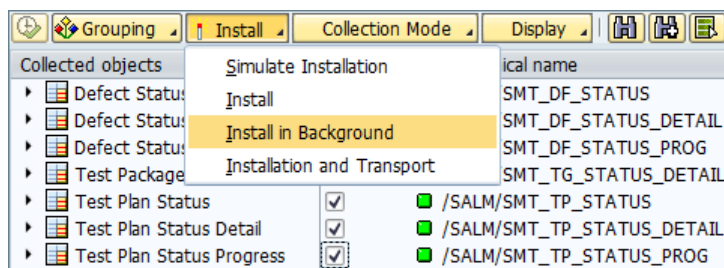 Grouping Install Collection Mode Display
Collected objects ical name
Simulate Installation
Defect Status SMT_DF_STATUS
Install
Defect Status SMT_DF_STATUS_DETAIL
Install in Background
Defect Status SMT_DF_STATUS_PROG
Test Package SMT_TG_STATUS_DETAIL
Installation and Transport
Test Plan Status /SALM/SMT_TP_STATUS
Test Plan Status Detail /SALM/SMT_TP_STATUS_DETAIL
Test Plan Status Progress /SALM/SMT_TP_STATUS_PROG